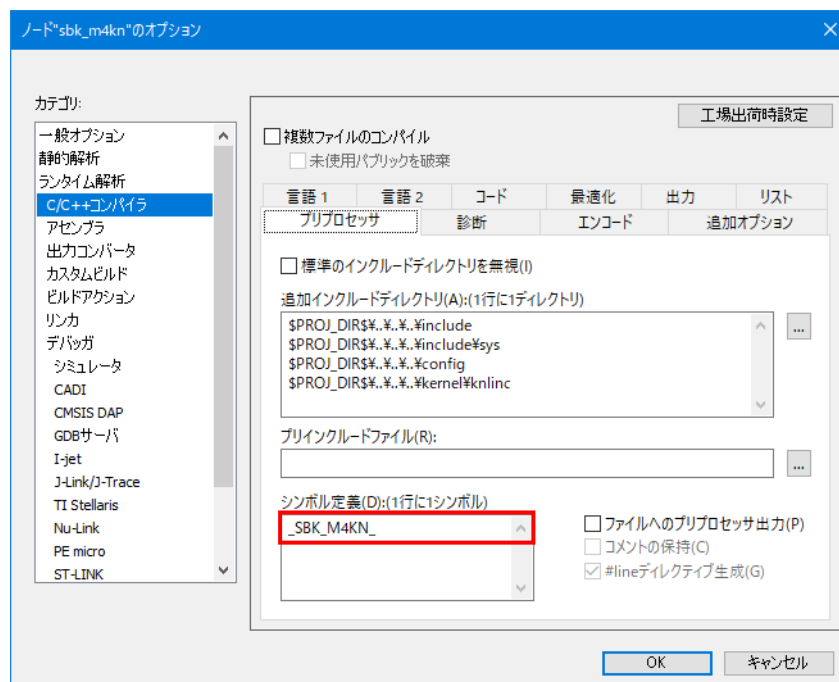 ノード"sbk_m4kn"のオプション
カテゴリ:
一般オプション
静的解析
ランタイム解析
C/C++コンパイラ
アセンブラ
出力コンバータ
カスタムビルド
ビルドアクション
リンカ
デバッガ
シミュレータ
CADI
CMSIS DAP
GDBサーバ
I-jet
J-Link/J-Trace
TI Stellaris
Nu-Link
PE micro
ST-LINK
工場出荷時設定
複数ファイルのコンパイル
未使用パブリックを破棄
言語 1 言語 2 コード 最適化 出力 リスト
プリプロセッサ 診断 エンコード 追加オプション
標準のインクルードディレクトリを無視(I)
追加インクルードディレクトリ(A):(1行に1ディレクトリ)
$PROJ_DIR$¥..¥..¥..¥include
$PROJ_DIR$¥..¥..¥..¥include¥sys
$PROJ_DIR$¥..¥..¥..¥config
$PROJ_DIR$¥..¥..¥..¥kernel¥knlinc
...
プリインクルードファイル(R):
...
シンボル定義(D):(1行に1シンボル)
_SBK_M4KN_
ファイルへのプリプロセッサ出力(P)
コメントの保持(C)
#lineディレクティブ生成(G)
OK キャンセル